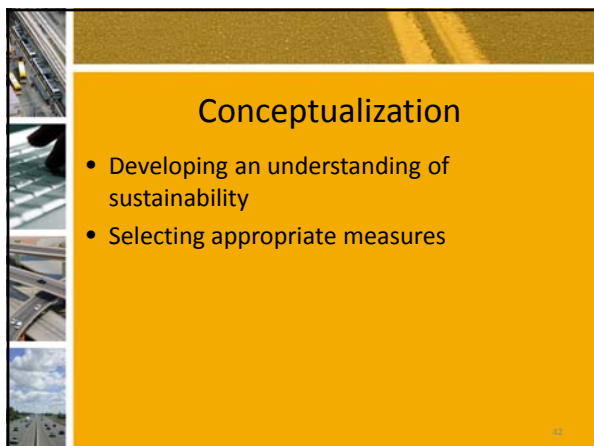 Conceptualization
• Developing an understanding of
sustainability
• Selecting appropriate measures
42